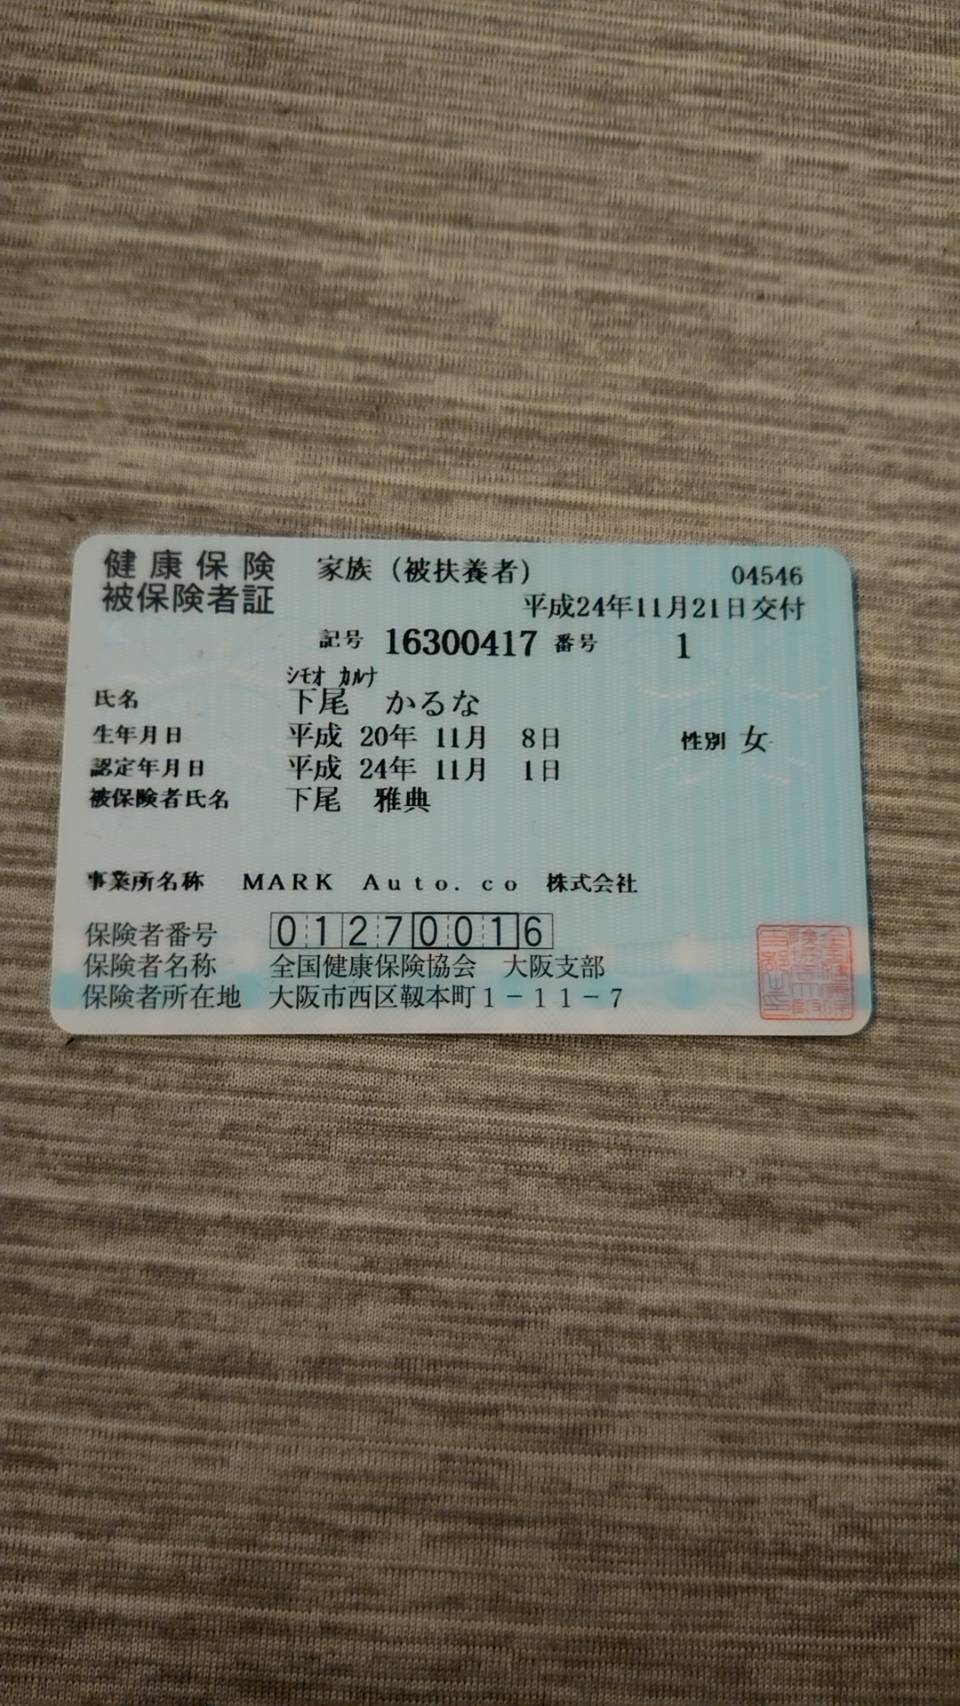 健康保険 家族（被扶養者） 04546
被保険者証 平成24年11月21日交付
記号 16300417 番号 1
ｼﾓｵ ｶﾙﾅ
氏名 下尾 かるな
生年月日 平成 20年 11月 8日 性別 女
認定年月日 平成 24年 11月 1日
被保険者氏名 下尾 雅典
事業所名称 MARK Auto.co 株式会社
保険者番号 01270016
保険者名称 全国健康保険協会 大阪支部
保険者所在地 大阪市西区靱本町1－11－7